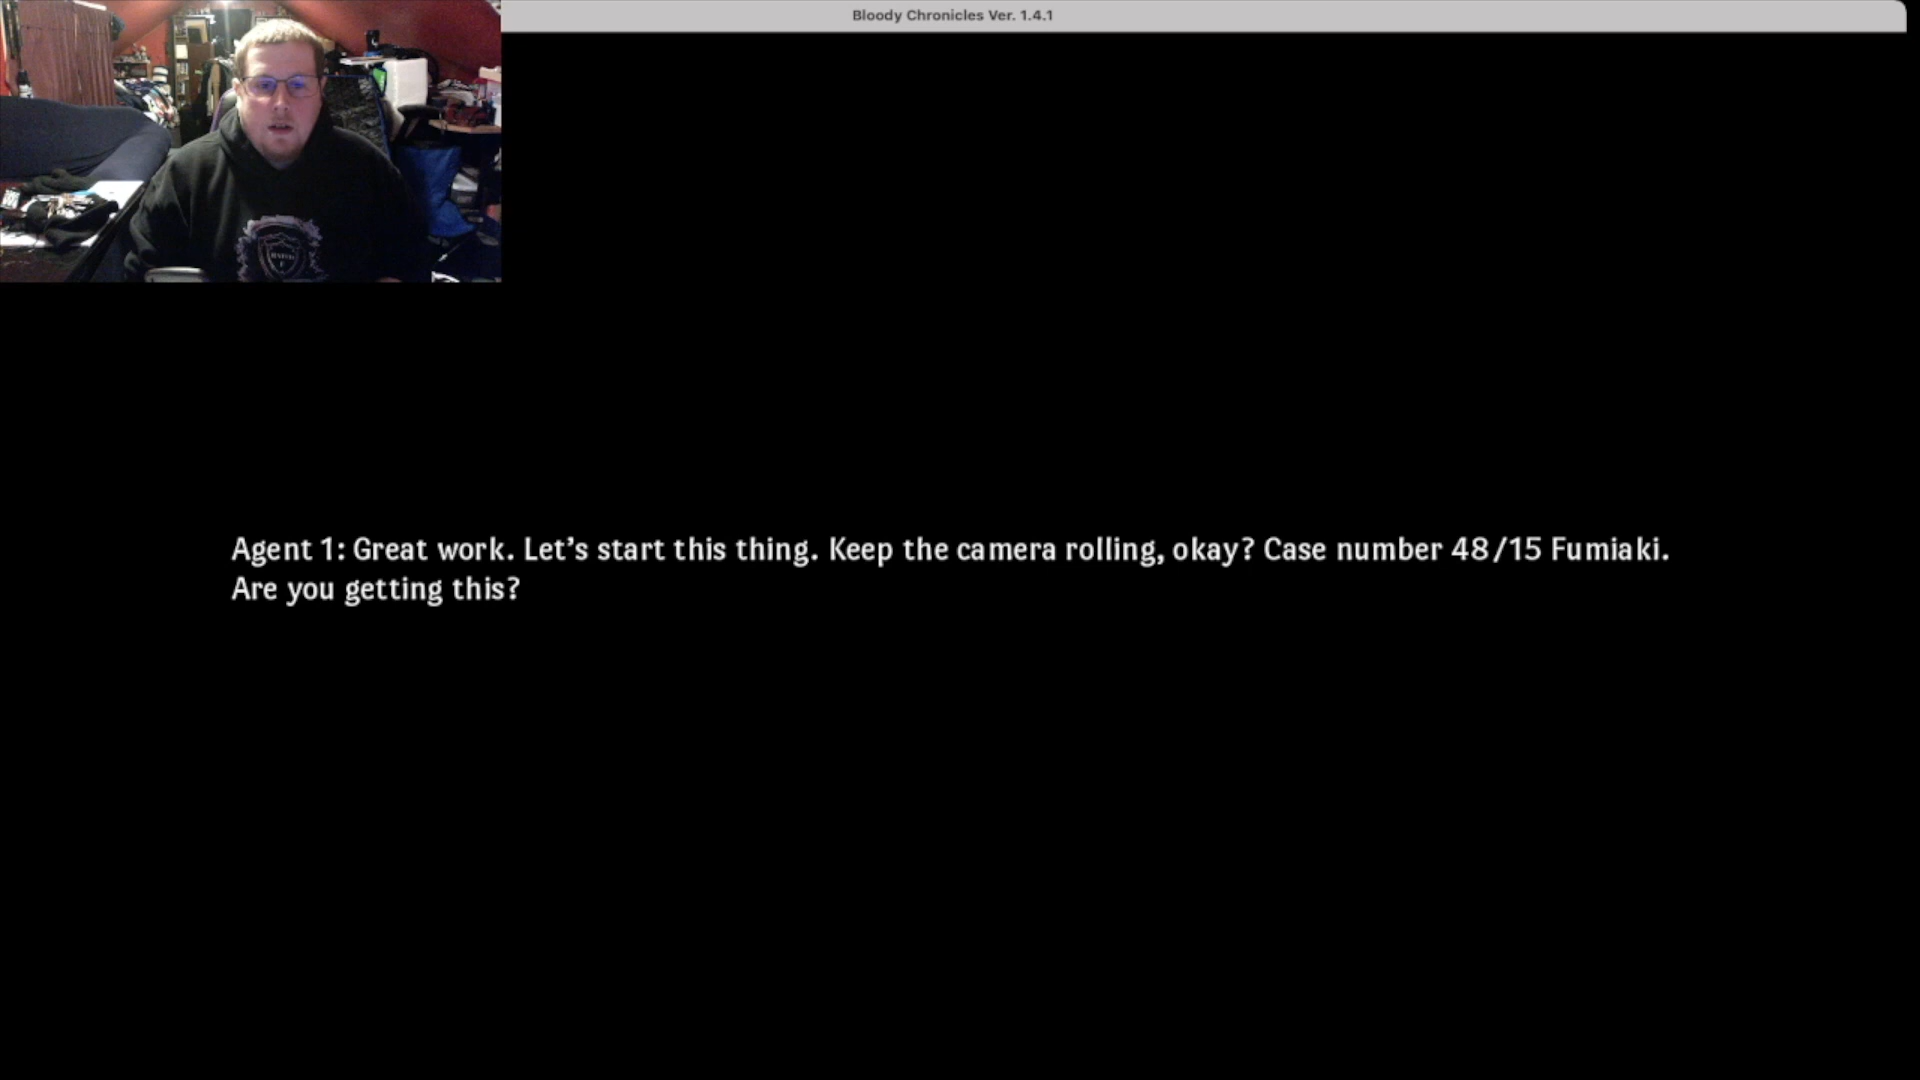 Bloody Chronicles Ver. 1.4.1
Agent 1: Great work. Let’s start this thing. Keep the camera rolling, okay? Case number 48/15 Fumiaki.
Are you getting this?